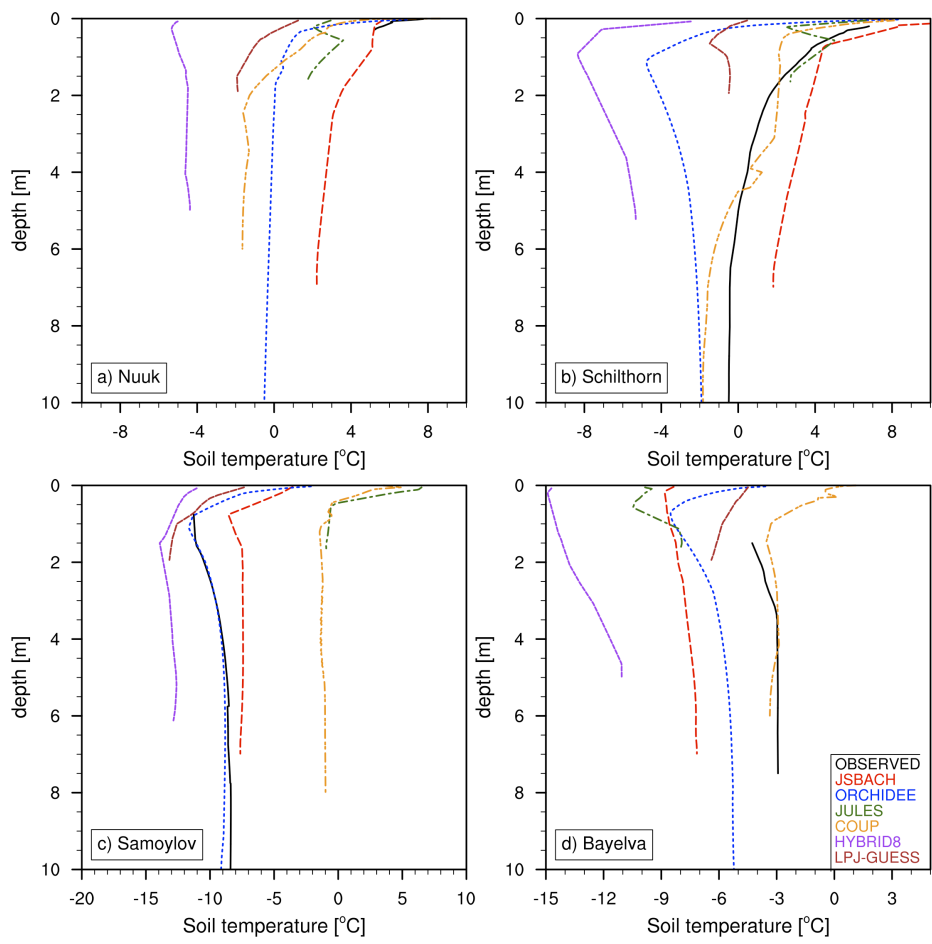 0
2
4
6
8
10
depth [m]
a) Nuuk
-8 -4 0 4 8
Soil temperature [°C]
0
2
4
6
8
10
depth [m]
b) Schilthorn
-8 -4 0 4 8
Soil temperature [°C]
0
2
4
6
8
10
depth [m]
c) Samoylov
-20 -15 -10 -5 0 5 10
Soil temperature [°C]
0
2
4
6
8
10
depth [m]
OBSERVED
JSBACH
ORCHIDEE
JULES
COUP
HYBRID8
LPJ-GUESS
d) Bayelva
-15 -12 -9 -6 -3 0 3
Soil temperature [°C]